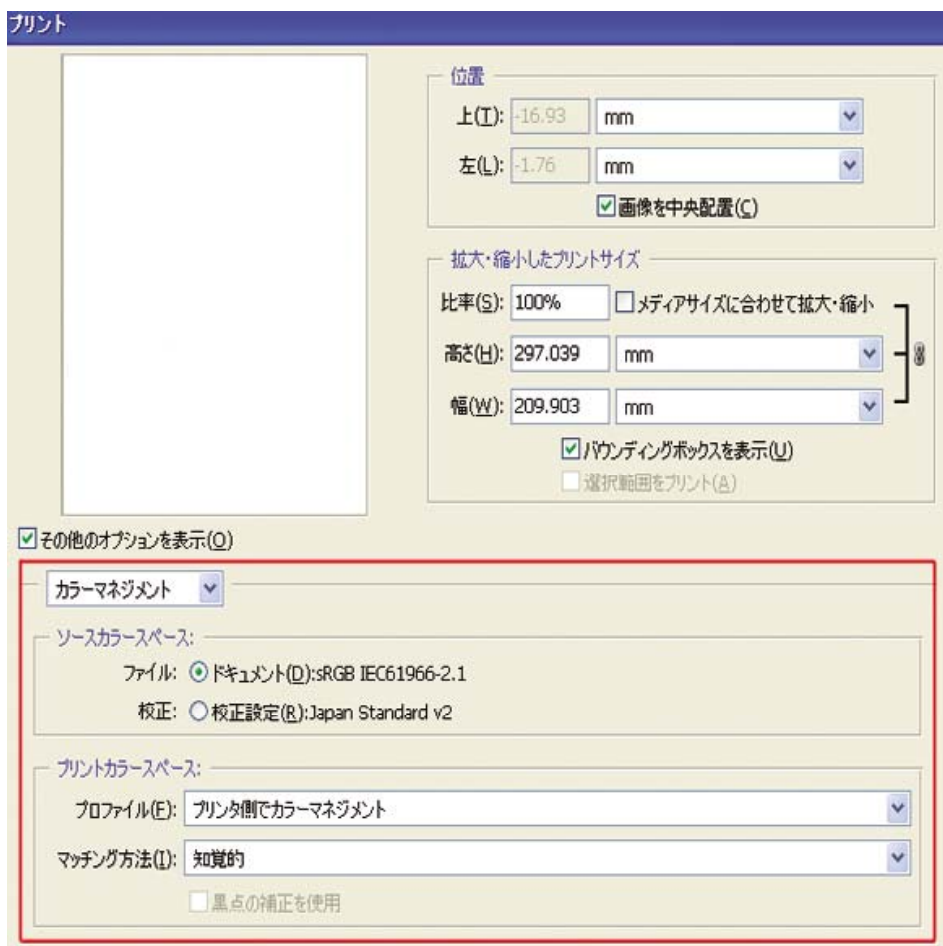 プリント
位置
上(T): -16.93 mm
左(L): -1.76 mm
画像を中央配置(C)
拡大・縮小したプリントサイズ
比率(S): 100% メディアサイズに合わせて拡大・縮小
高さ(H): 297.039 mm
幅(W): 209.903 mm
バウンディングボックスを表示(U)
選択範囲をプリント(A)
その他のオプションを表示(O)
カラーマネジメント
ソースカラースペース:
ファイル: ドキュメント(D):sRGB IEC61966-2.1
校正: 校正設定(R):Japan Standard v2
プリントカラースペース:
プロファイル(F): プリンタ側でカラーマネジメント
マッチング方法(I): 知覚的
黒点の補正を使用